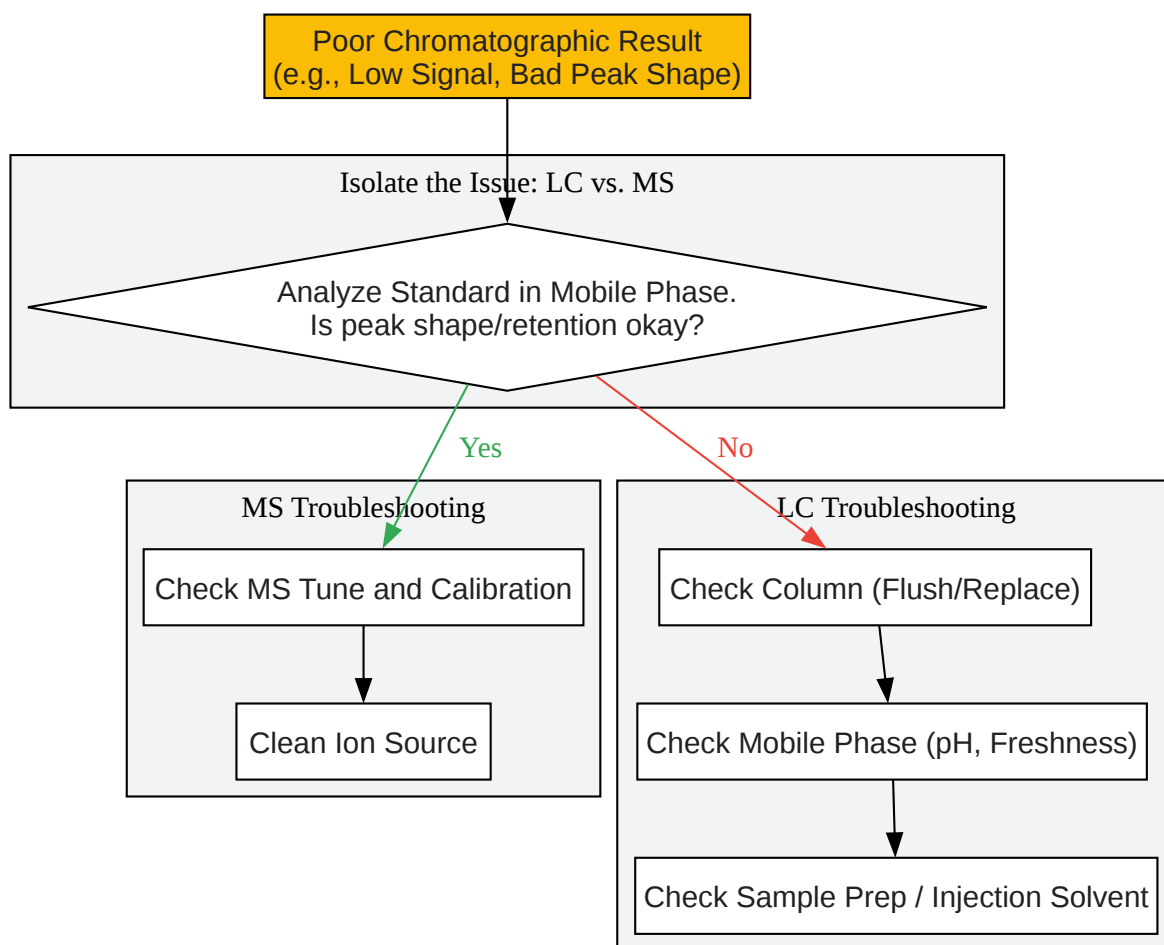 Poor Chromatographic Result
(e.g., Low Signal, Bad Peak Shape)
Isolate the Issue: LC vs. MS
Analyze Standard in Mobile Phase.
Is peak shape/retention okay?
Yes
No
MS Troubleshooting
Check MS Tune and Calibration
Clean Ion Source
LC Troubleshooting
Check Column (Flush/Replace)
Check Mobile Phase (pH, Freshness)
Check Sample Prep / Injection Solvent